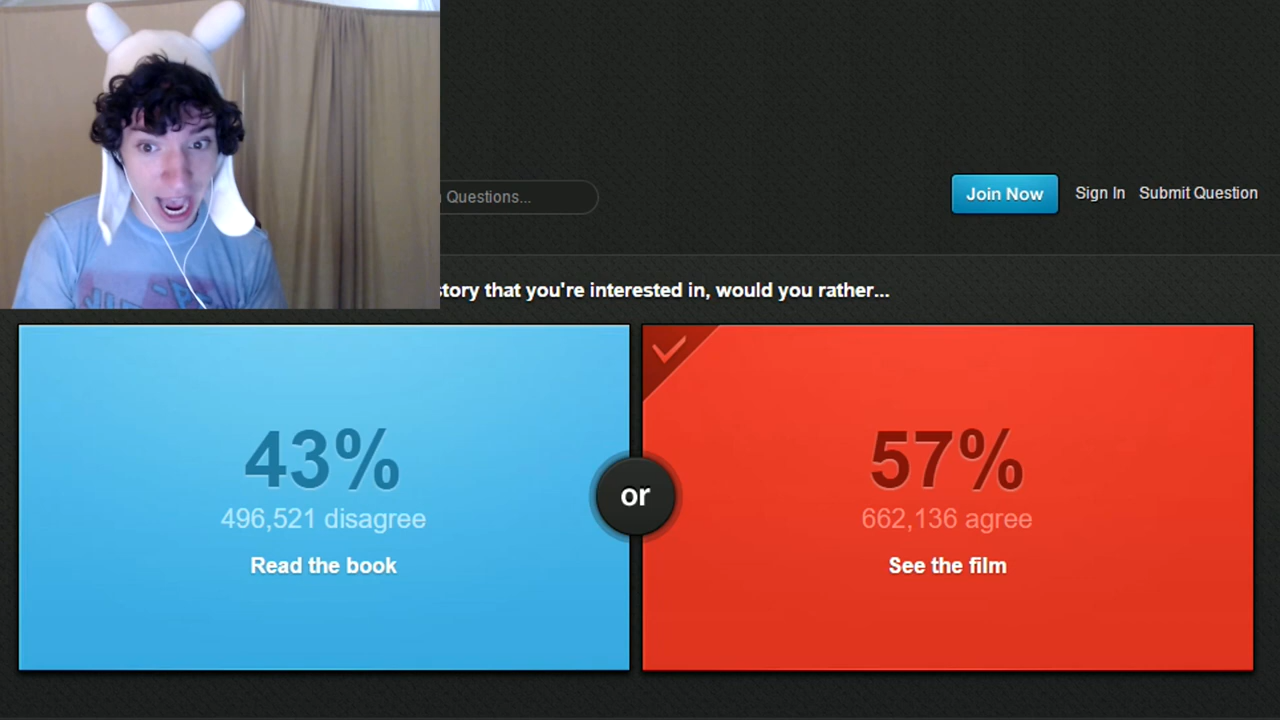 Questions...
Join Now
Sign In
Submit Question
story that you're interested in, would you rather...
43%
496,521 disagree
Read the book
or
57%
662,136 agree
See the film